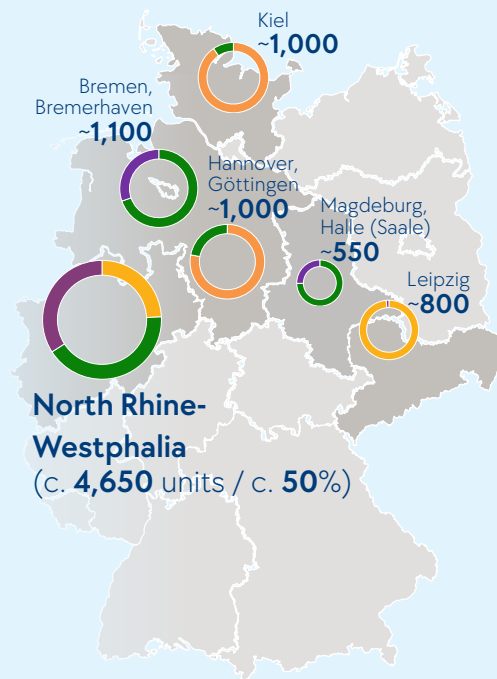 Kiel
~1,000
Bremen,
Bremerhaven
~1,100
Hannover,
Göttingen
~1,000
Magdeburg,
Halle (Saale)
~550
Leipzig
~800
North Rhine-
Westphalia
(c. 4,650 units / c. 50%)